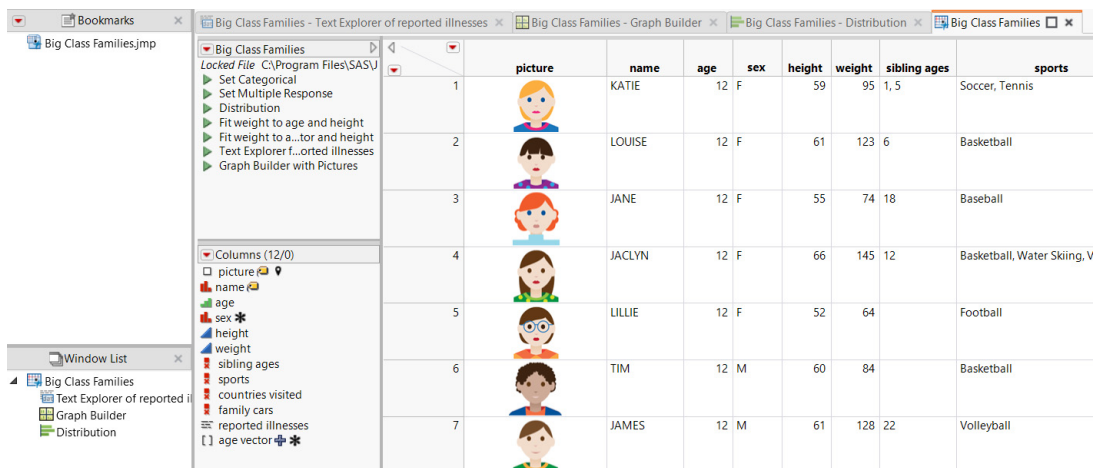 Bookmarks
Big Class Families.jmp
Big Class Families - Text Explorer of reported illnesses
Big Class Families - Graph Builder
Big Class Families - Distribution
Big Class Families
Big Class Families
Locked File C:\Program Files\SAS\J
Set Categorical
Set Multiple Response
Distribution
Fit weight to age and height
Fit weight to a...tor and height
Text Explorer f...orted illnesses
Graph Builder with Pictures
Columns (12/0)
picture
name
age
sex
height
weight
sibling ages
sports
countries visited
family cars
reported illnesses
age vector
Window List
Big Class Families
Text Explorer of reported il
Graph Builder
Distribution
picture name age sex height weight sibling ages sports
1 KATIE 12 F 59 95 1, 5 Soccer, Tennis
2 LOUISE 12 F 61 123 6 Basketball
3 JANE 12 F 55 74 18 Baseball
4 JACLYN 12 F 66 145 12 Basketball, Water Skiing, V
5 LILLIE 12 F 52 64 Football
6 TIM 12 M 60 84 Basketball
7 JAMES 12 M 61 128 22 Volleyball